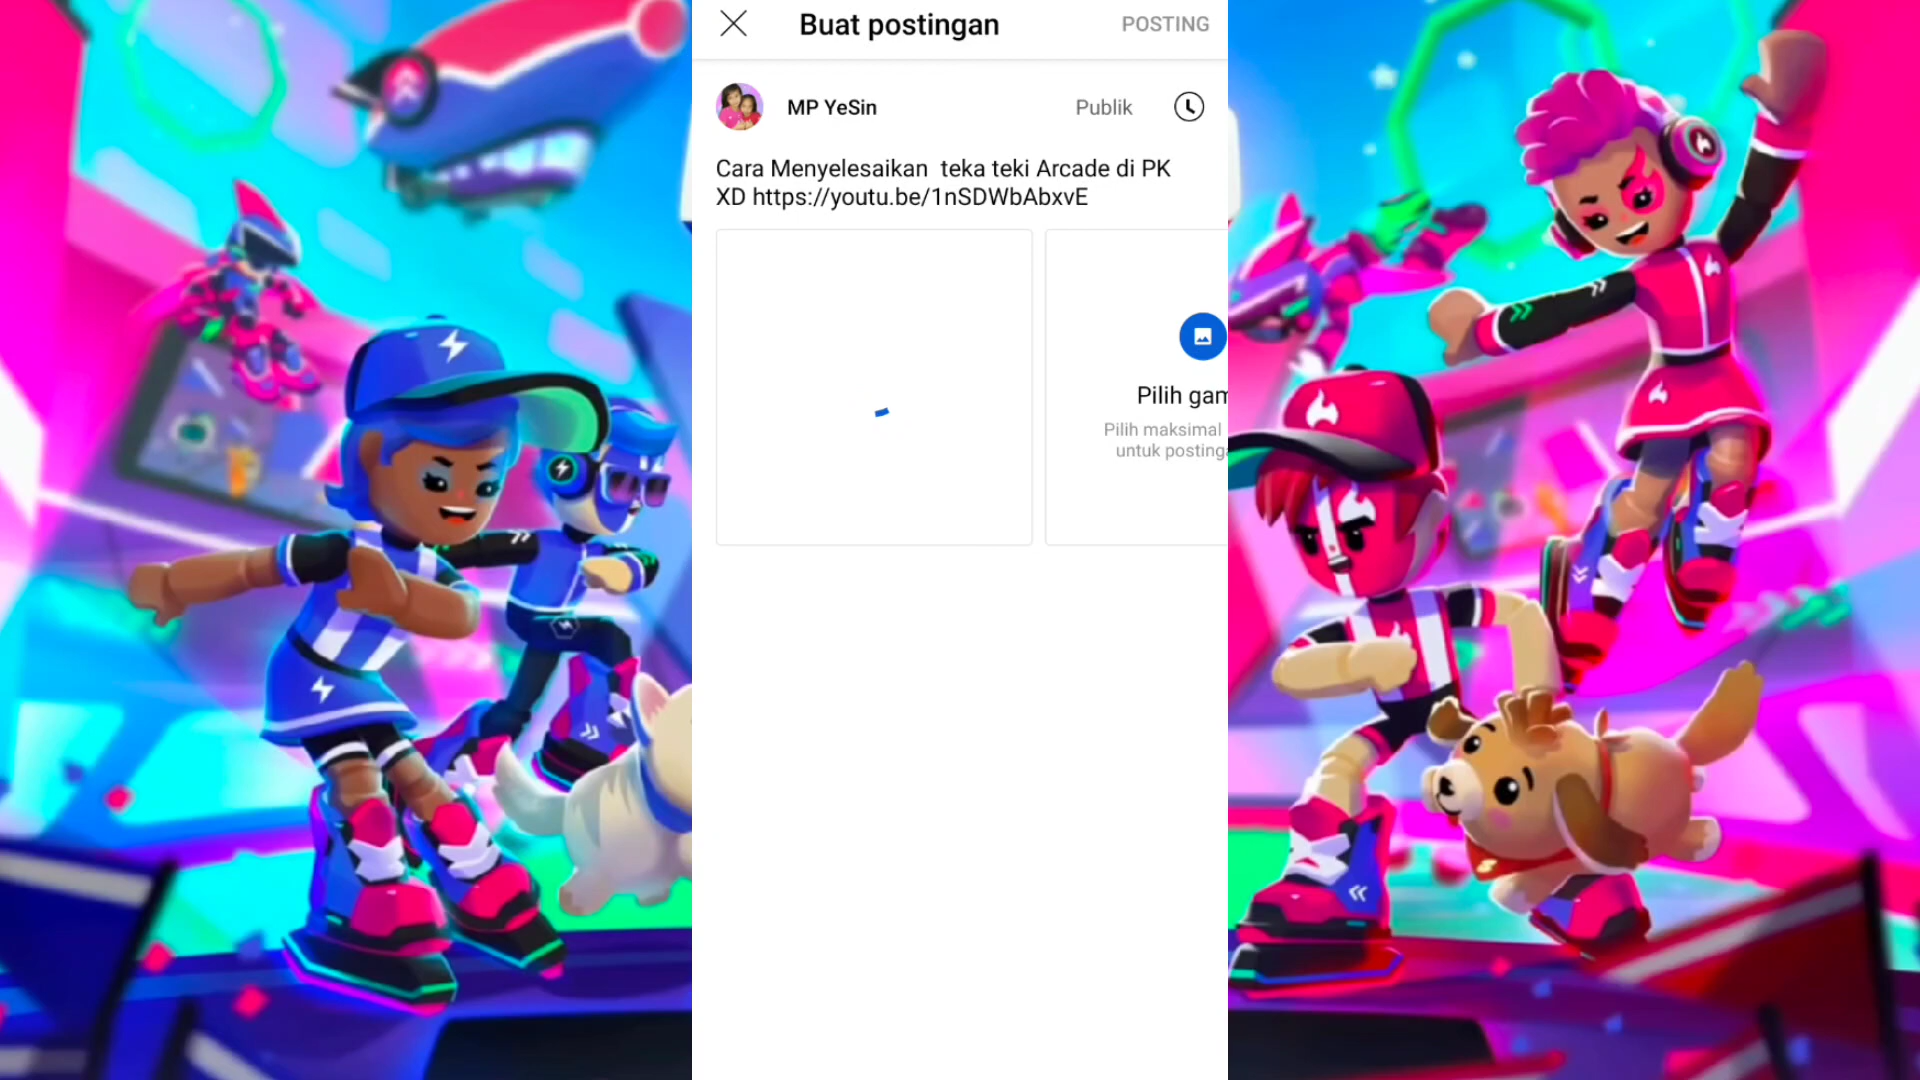 Buat postingan POSTING
MP YeSin Publik
Cara Menyelesaikan  teka teki Arcade di PK
XD https://youtu.be/1nSDWbAbxvE
Pilih gam
Pilih maksimal
untuk postinga